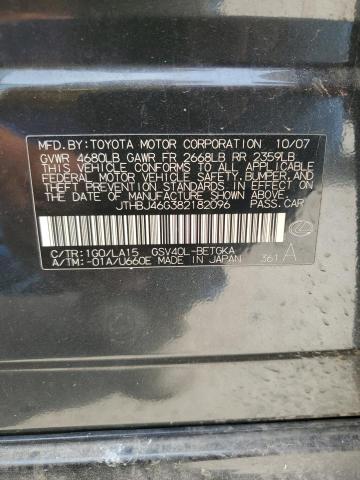 MFD.BY:TOYOTA MOTOR CORPORATION 10/07
GVWR 4680LB GAWR FR 2668LB RR 2359LB
THIS VEHICLE CONFORMS TO ALL APPLICABLE
FEDERAL MOTOR VEHICLE SAFETY,BUMPER,AND
THEFT PREVENTION STANDARDS IN EFFECT ON
THE DATE OF MANUFACTURE SHOWN ABOVE.
JTHBJ46G382182096 PASS.CAR
C/TR:1G0/LA15 GSV40L-BETGKA
A/TM:-01A/U660E MADE IN JAPAN 361 A